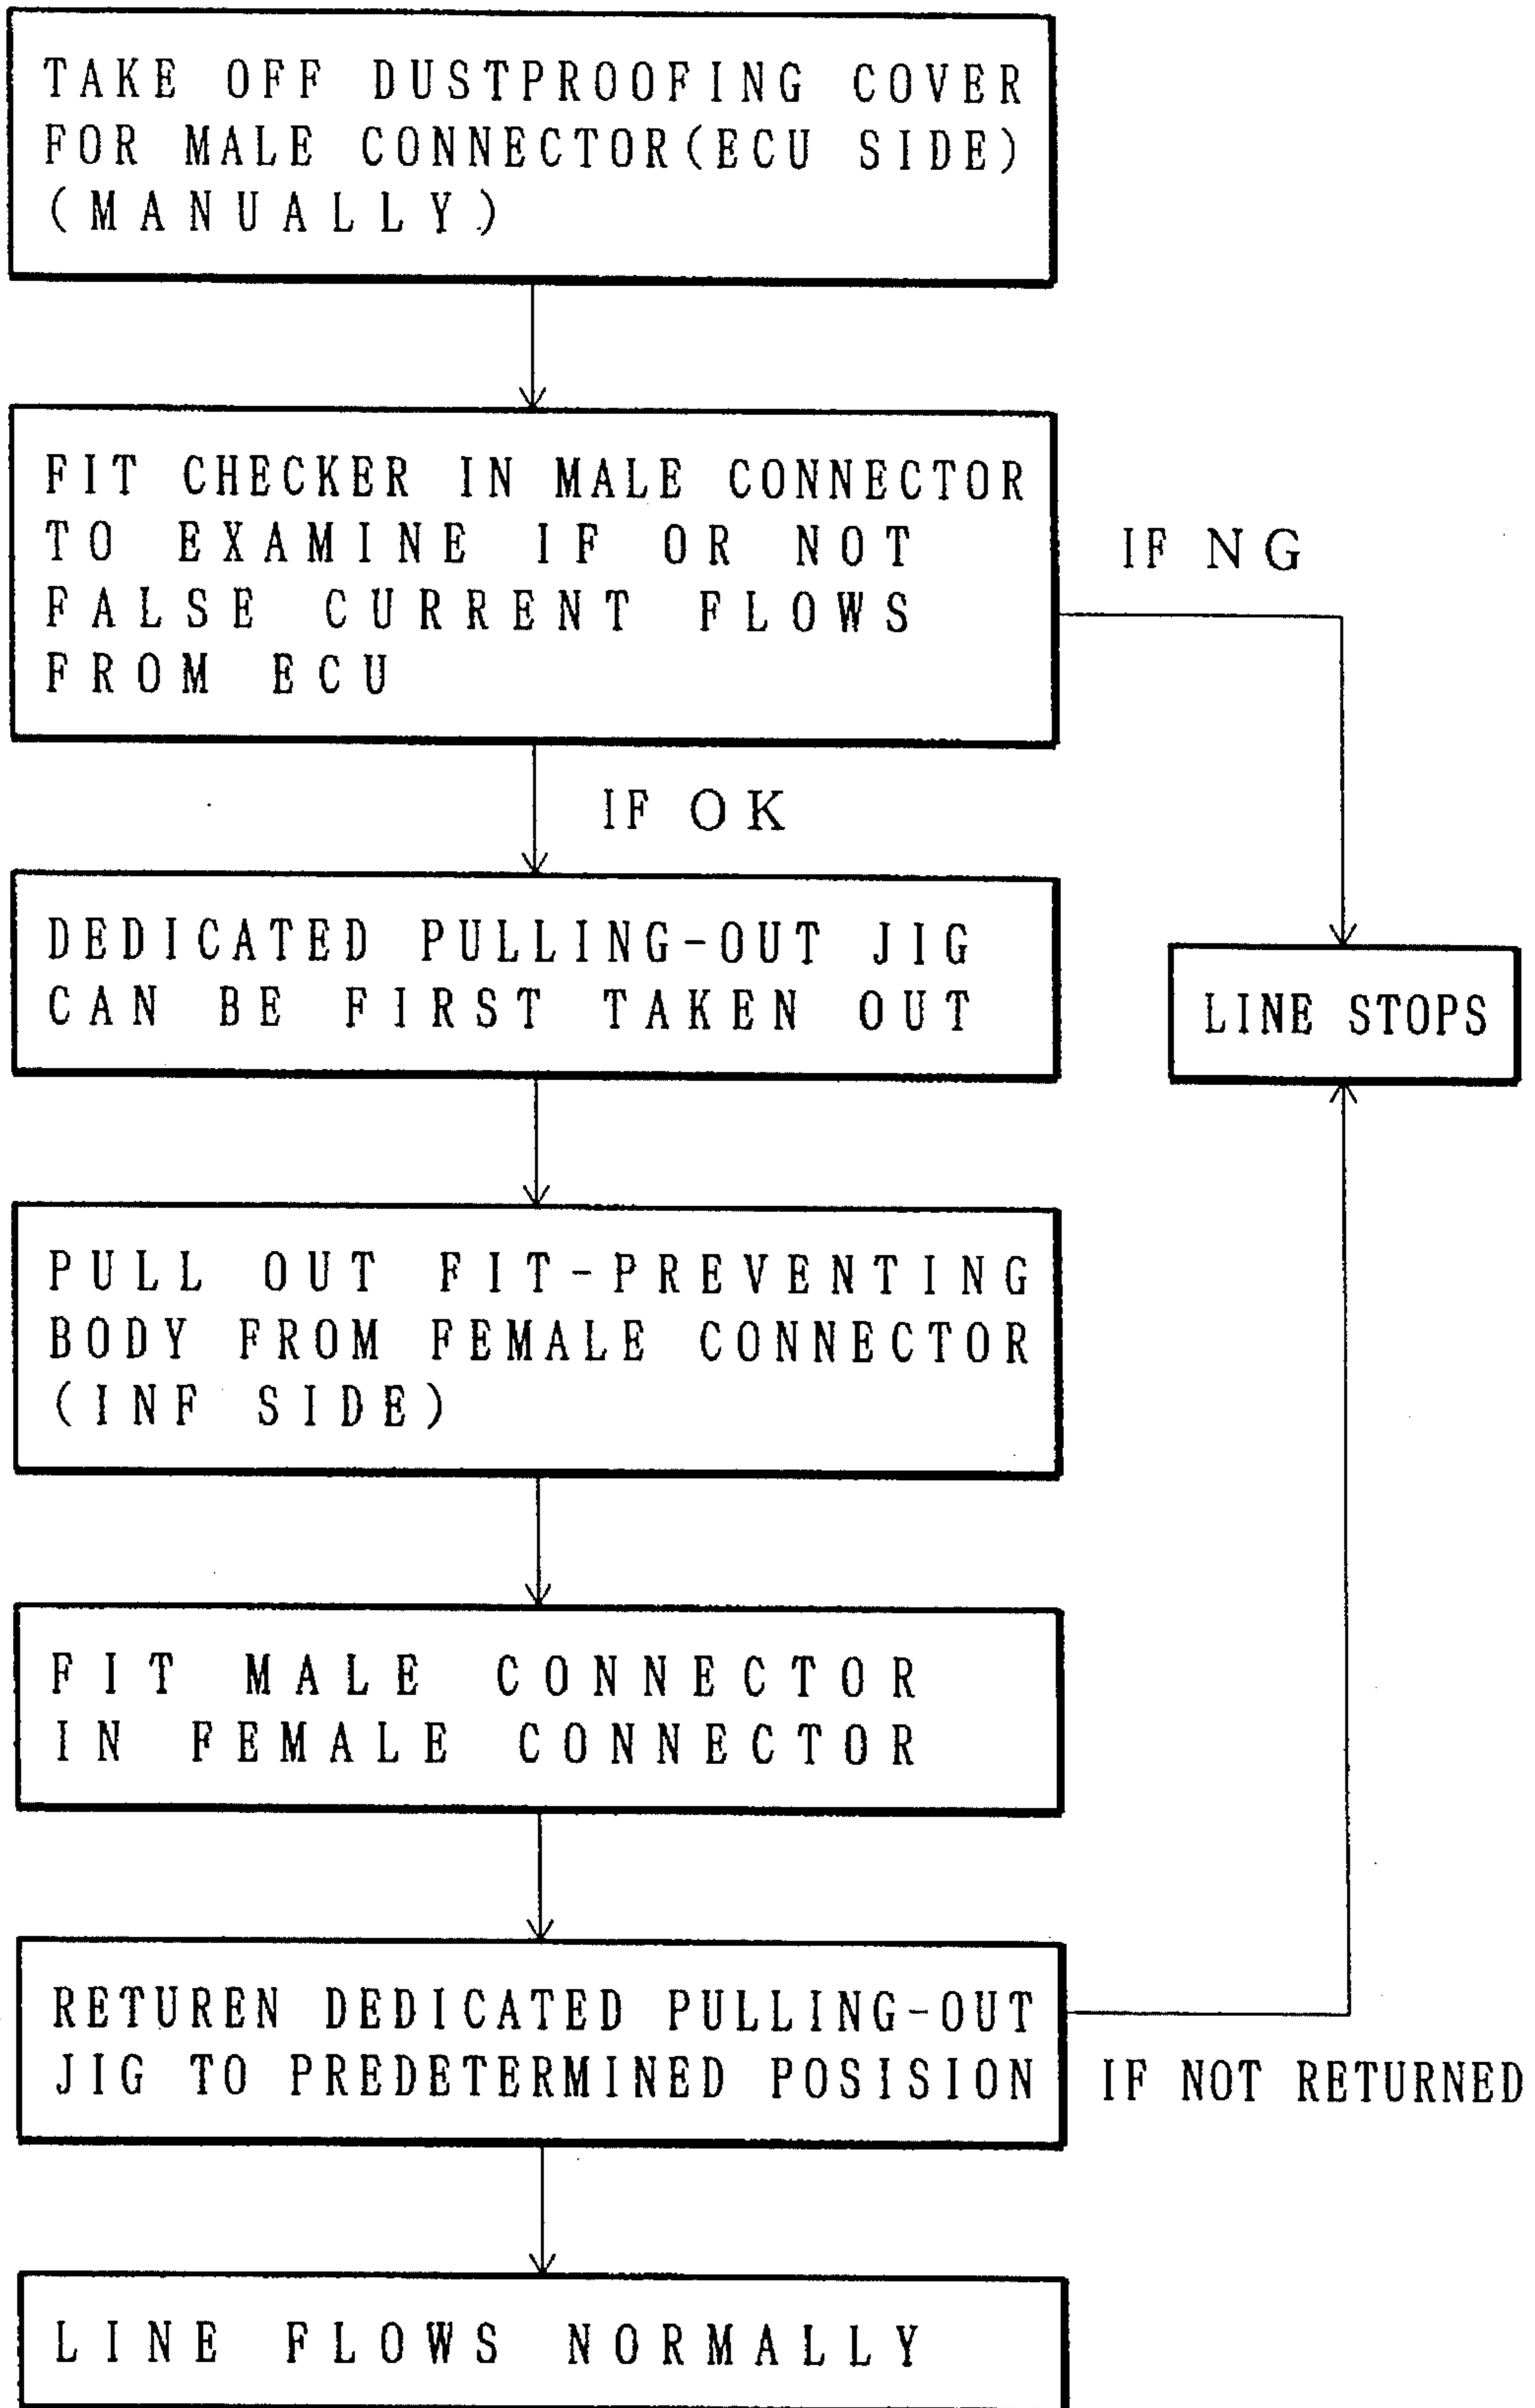 TAKE OFF DUSTPROOFING COVER
FOR MALE CONNECTOR(ECU SIDE)
(MANUALLY)
FIT CHECKER IN MALE CONNECTOR
TO EXAMINE IF OR NOT
FALSE CURRENT FLOWS
FROM ECU
IF NG
IF OK
DEDICATED PULLING-OUT JIG
CAN BE FIRST TAKEN OUT
LINE STOPS
PULL OUT FIT-PREVENTING
BODY FROM FEMALE CONNECTOR
(INF SIDE)
FIT MALE CONNECTOR
IN FEMALE CONNECTOR
RETUREN DEDICATED PULLING-OUT
JIG TO PREDETERMINED POSISION
IF NOT RETURNED
LINE FLOWS NORMALLY